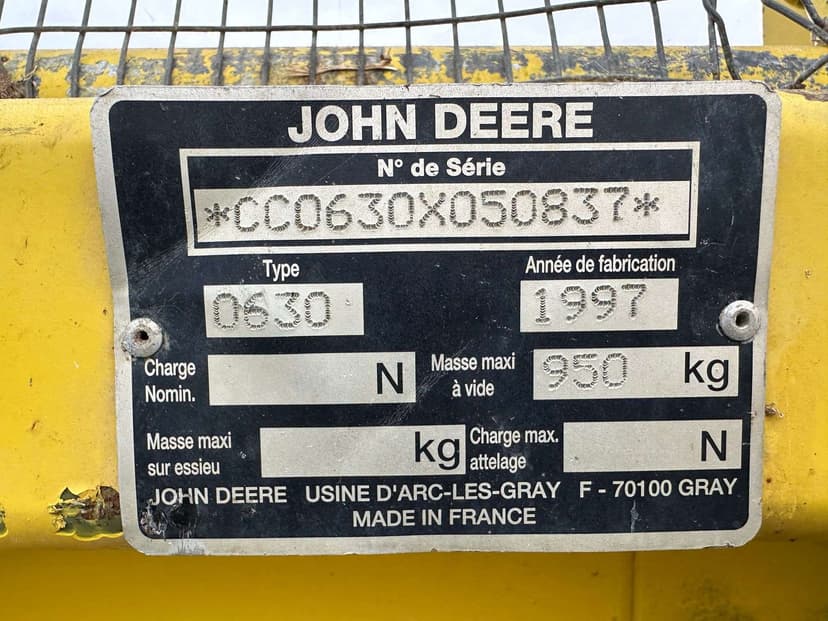 JOHN DEERE
N° de Série
*CC0630X050837*
Type
Année de fabrication
0630
1997
Charge Nomin.
N
Masse maxi à vide
950 kg
Masse maxi sur essieu
kg
Charge max. attelage
N
JOHN DEERE USINE D'ARC-LES-GRAY F - 70100 GRAY
MADE IN FRANCE